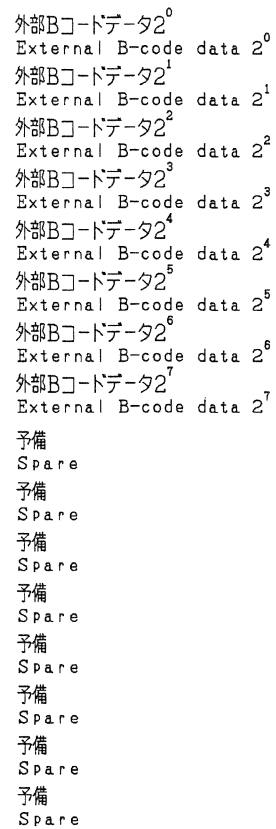 外部Bコードデータ2⁰
External B-code data 2⁰
外部Bコードデータ2¹
External B-code data 2¹
外部Bコードデータ2²
External B-code data 2²
外部Bコードデータ2³
External B-code data 2³
外部Bコードデータ2⁴
External B-code data 2⁴
外部Bコードデータ2⁵
External B-code data 2⁵
外部Bコードデータ2⁶
External B-code data 2⁶
外部Bコードデータ2⁷
External B-code data 2⁷
予備
Spare
予備
Spare
予備
Spare
予備
Spare
予備
Spare
予備
Spare
予備
Spare
予備
Spare